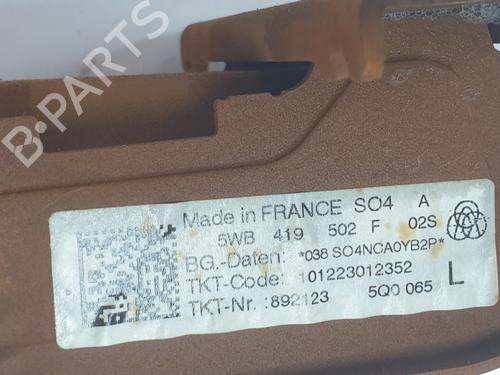 B-PARTS
Made in FRANCE SO4 A
5WB 419 502 F 02S
BG.-Daten: *038 SO4NCA0YB2P*
TKT-Code: 101223012352
TKT-Nr. :892123 5Q0 065 L